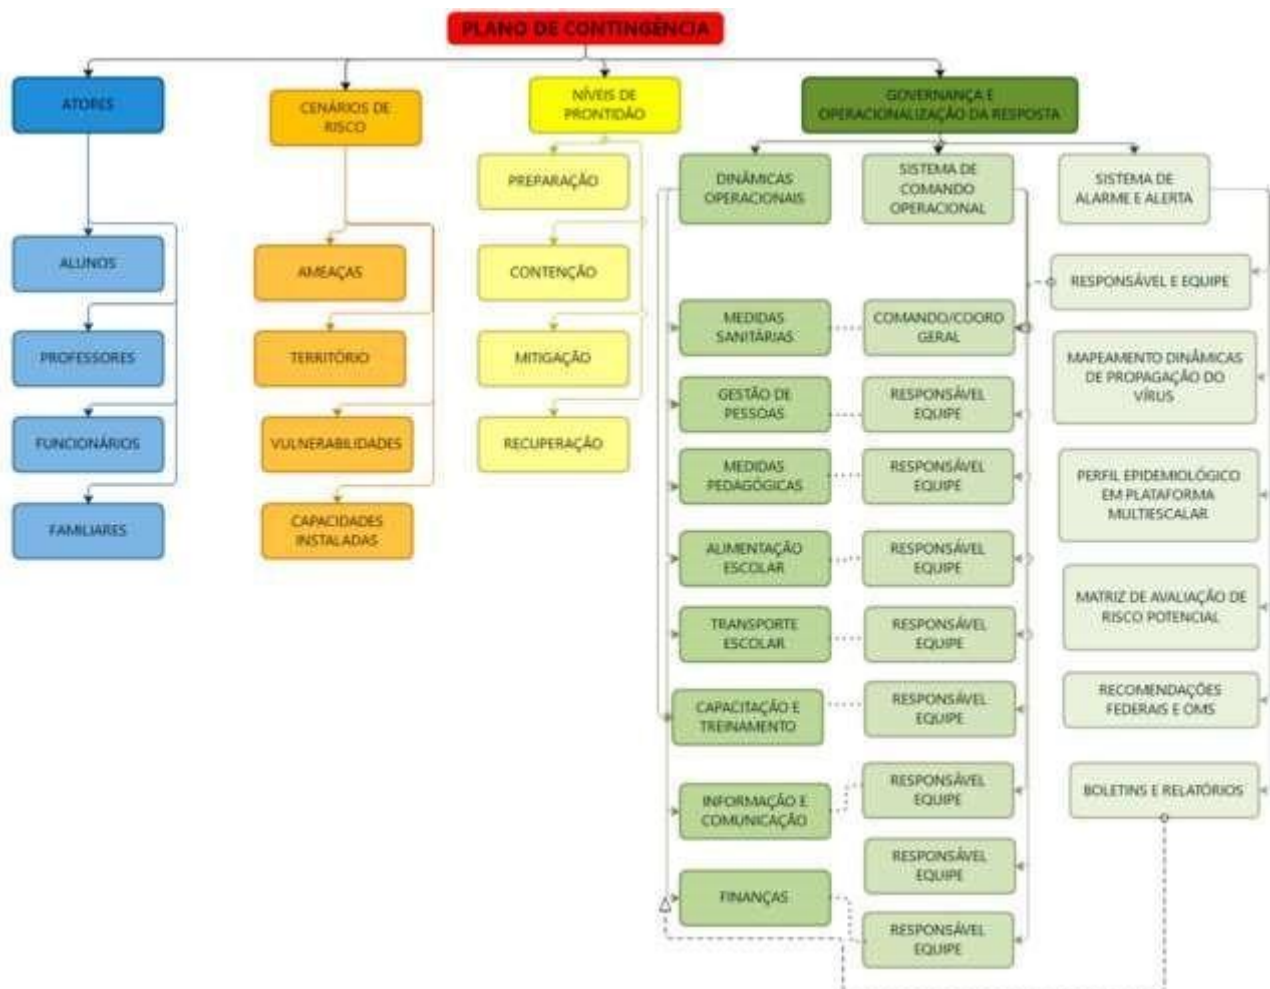 PLANO DE CONTINGÊNCIA
ATORES
ALUNOS
PROFESSORES
FUNCIONÁRIOS
FAMILIARES
CENÁRIOS DE
RISCO
AMEAÇAS
TERRITÓRIO
VULNERABILIDADES
CAPACIDADES
INSTALADAS
NÍVEIS DE
PRONTIDÃO
PREPARAÇÃO
CONTENÇÃO
MITIGAÇÃO
RECUPERAÇÃO
GOVERNANÇA E
OPERACIONALIZAÇÃO DA RESPOSTA
DINÂMICAS
OPERACIONAIS
MEDIDAS
SANITÁRIAS
GESTÃO DE
PESSOAS
MEDIDAS
PEDAGÓGICAS
ALIMENTAÇÃO
ESCOLAR
TRANSPORTE
ESCOLAR
CAPACITAÇÃO E
TREINAMENTO
INFORMAÇÃO E
COMUNICAÇÃO
FINANÇAS
SISTEMA DE
COMANDO
OPERACIONAL
COMANDO/COORD
GERAL
RESPONSÁVEL
EQUIPE
RESPONSÁVEL
EQUIPE
RESPONSÁVEL
EQUIPE
RESPONSÁVEL
EQUIPE
RESPONSÁVEL
EQUIPE
RESPONSÁVEL
EQUIPE
RESPONSÁVEL
EQUIPE
RESPONSÁVEL
EQUIPE
SISTEMA DE
ALARME E ALERTA
RESPONSÁVEL E EQUIPE
MAPEAMENTO DINÂMICAS
DE PROPAGAÇÃO DO
VÍRUS
PERFIL EPIDEMIOLÓGICO
EM PLATAFORMA
MULTIESCALAR
MATRIZ DE AVALIAÇÃO DE
RISCO POTENCIAL
RECOMENDAÇÕES
FEDERAIS E OMS
BOLETINS E RELATÓRIOS